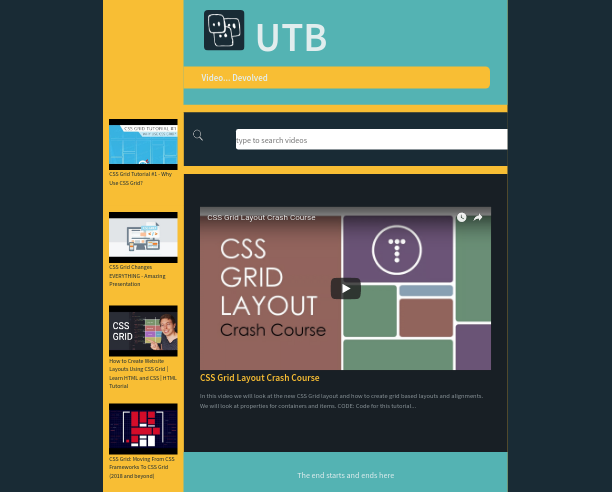 UTB
Video... Devolved
type to search videos
CSS GRID TUTORIAL #1
WHY USE CSS GRID?
CSS Grid Tutorial #1 - Why
Use CSS Grid?
CSS Grid Changes
EVERYTHING - Amazing
Presentation
CSS
GRID
How to Create Website
Layouts Using CSS Grid |
Learn HTML and CSS | HTML
Tutorial
CSS Grid: Moving From CSS
Frameworks To CSS Grid
(2018 and beyond)
CSS Grid Layout Crash Course
CSS
GRID
LAYOUT
Crash Course
T
CSS Grid Layout Crash Course
In this video we will look at the new CSS Grid layout and how to create grid based layouts and alignments.
We will look at properties for containers and items. CODE: Code for this tutorial...
The end starts and ends here